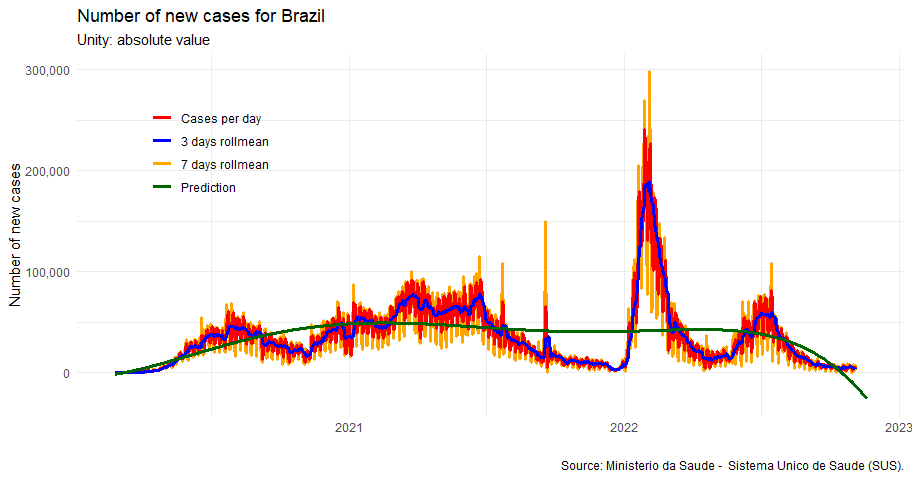 Number of new cases for Brazil
Unity: absolute value
300,000
200,000
100,000
0
Number of new cases
Cases per day
3 days rollmean
7 days rollmean
Prediction
2021
2022
2023
Source: Ministerio da Saude - Sistema Unico de Saude (SUS).